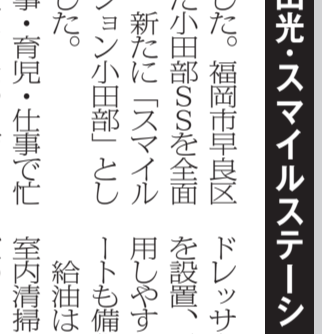 出光・スマイルステーシ
した。福岡市早良区
た小田部ＳＳを全面
、新たに「スマイル
ション小田部」とし
した。
事・育児・仕事で忙
ドレッサ
を設置、
用しやす
ートも備
給油は
室内清掃